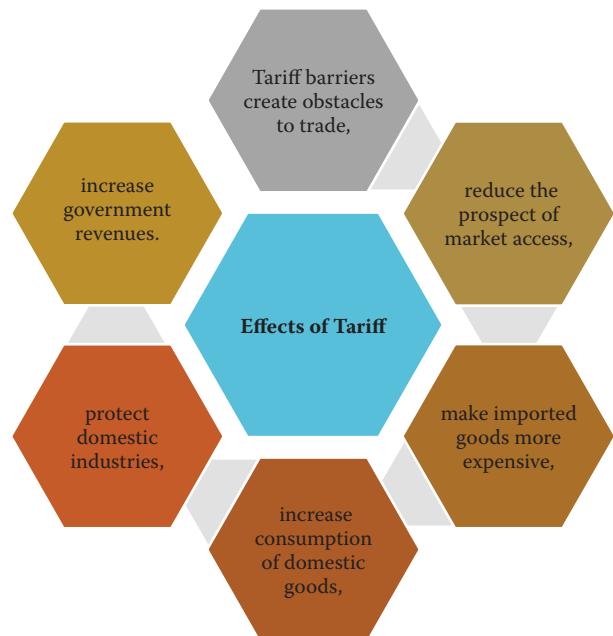 Tariff barriers
create obstacles
to trade,
reduce the
prospect of
market access,
make imported
goods more
expensive,
increase
consumption
of domestic
goods,
protect
domestic
industries,
increase
government
revenues.
Effects of Tariff